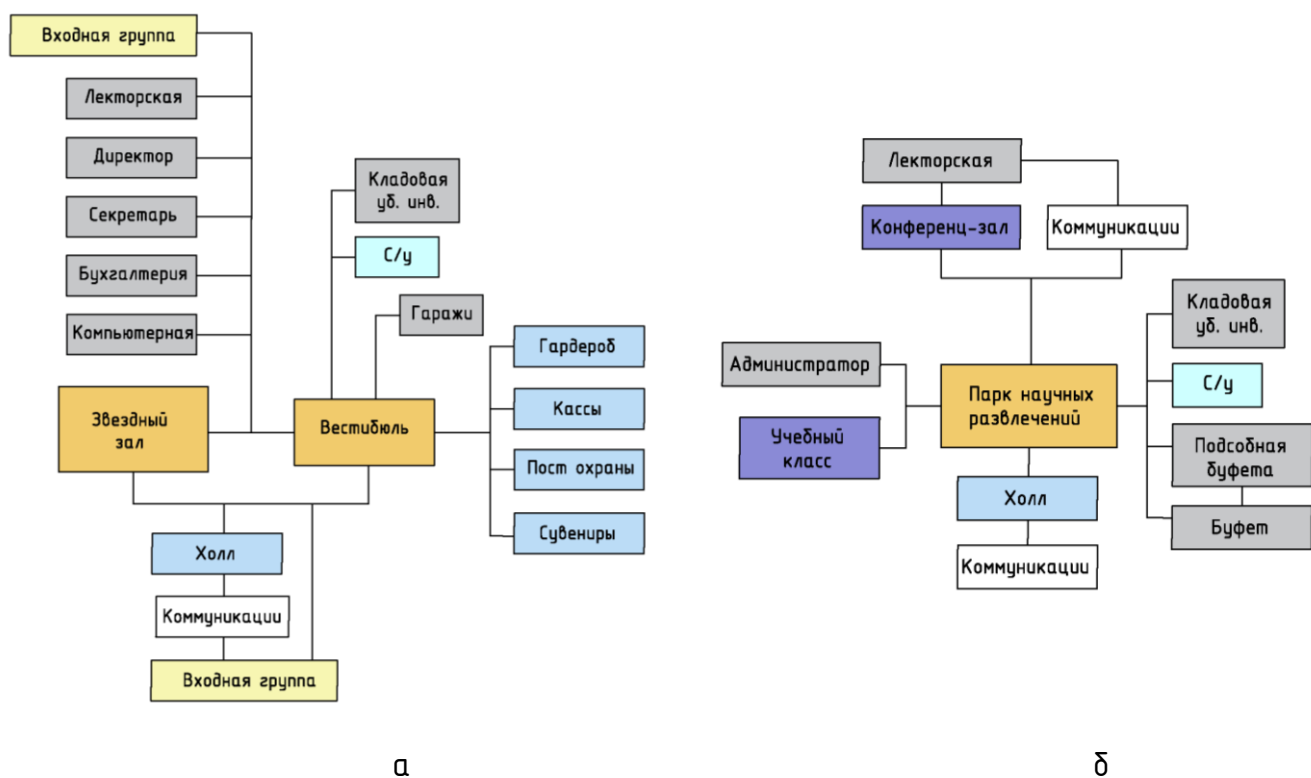 Входная группа
Лекторская
Директор
Секретарь
Бухгалтерия
Компьютерная
Звездный
зал
Кладовая
уб. инв.
С/у
Гаражи
Вестибюль
Гардероб
Кассы
Пост охраны
Сувениры
Холл
Коммуникации
Входная группа
а
Лекторская
Конференц-зал
Коммуникации
Администратор
Учебный
класс
Парк научных
развлечений
Кладовая
уб. инв.
С/у
Подсобная
буфета
Буфет
Холл
Коммуникации
б